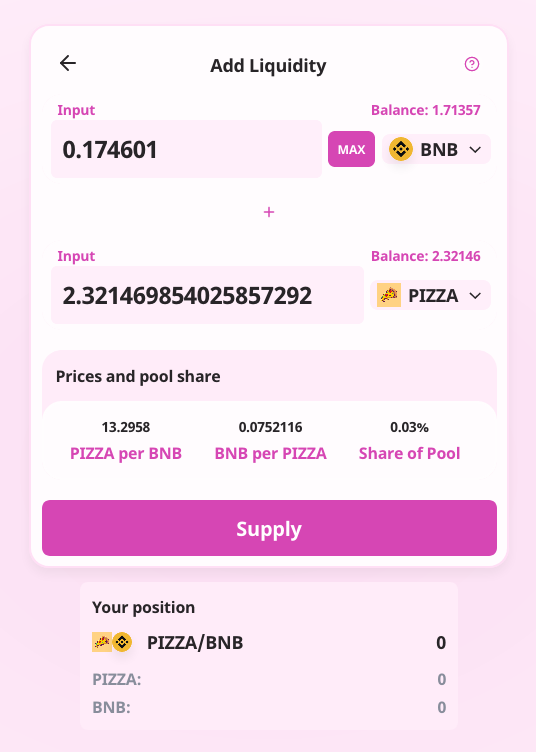 Add Liquidity
Input Balance: 1.71357
0.174601 MAX BNB
+
Input Balance: 2.32146
2.321469854025857292 PIZZA
Prices and pool share
13.2958 0.0752116 0.03%
PIZZA per BNB BNB per PIZZA Share of Pool
Supply
Your position
PIZZA/BNB 0
PIZZA: 0
BNB: 0